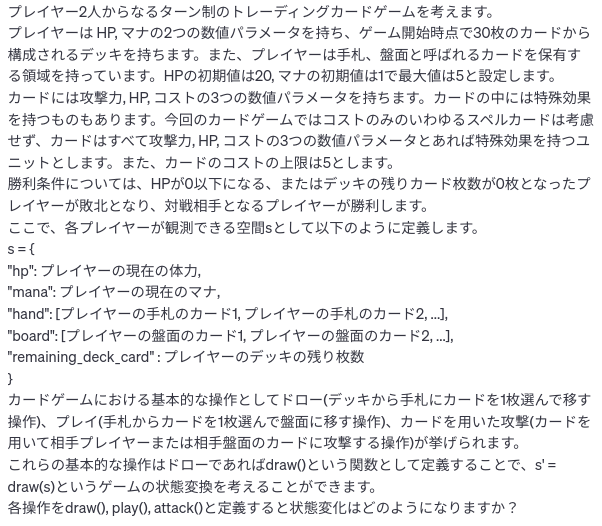 プレイヤー2人からなるターン制のトレーディングカードゲームを考えます。
プレイヤーは HP, マナの2つの数値パラメータを持ち、ゲーム開始時点で30枚のカードから
構成されるデッキを持ちます。また、プレイヤーは手札、盤面と呼ばれるカードを保有す
る領域を持っています。HPの初期値は20, マナの初期値は1で最大値は5と設定します。
カードには攻撃力, HP, コストの3つの数値パラメータを持ちます。カードの中には特殊効果
を持つものもあります。今回のカードゲームではコストのみのいわゆるスペルカードは考慮
せず、カードはすべて攻撃力, HP, コストの3つの数値パラメータとあれば特殊効果を持つユ
ニットとします。また、カードのコストの上限は5とします。
勝利条件については、HPが0以下になる、またはデッキの残りカード枚数が0枚となったプ
レイヤーが敗北となり、対戦相手となるプレイヤーが勝利します。
ここで、各プレイヤーが観測できる空間sとして以下のように定義します。
s = {
"hp": プレイヤーの現在の体力,
"mana": プレイヤーの現在のマナ,
"hand": [プレイヤーの手札のカード1, プレイヤーの手札のカード2, ...],
"board": [プレイヤーの盤面のカード1, プレイヤーの盤面のカード2, ...],
"remaining_deck_card" : プレイヤーのデッキの残り枚数
}
カードゲームにおける基本的な操作としてドロー(デッキから手札にカードを1枚選んで移す
操作)、プレイ(手札からカードを1枚選んで盤面に移す操作)、カードを用いた攻撃(カードを
用いて相手プレイヤーまたは相手盤面のカードに攻撃する操作)が挙げられます。
これらの基本的な操作はドローであればdraw()という関数として定義することで、s' =
draw(s)というゲームの状態変換を考えることができます。
各操作をdraw(), play(), attack()と定義すると状態変化はどのようになりますか？